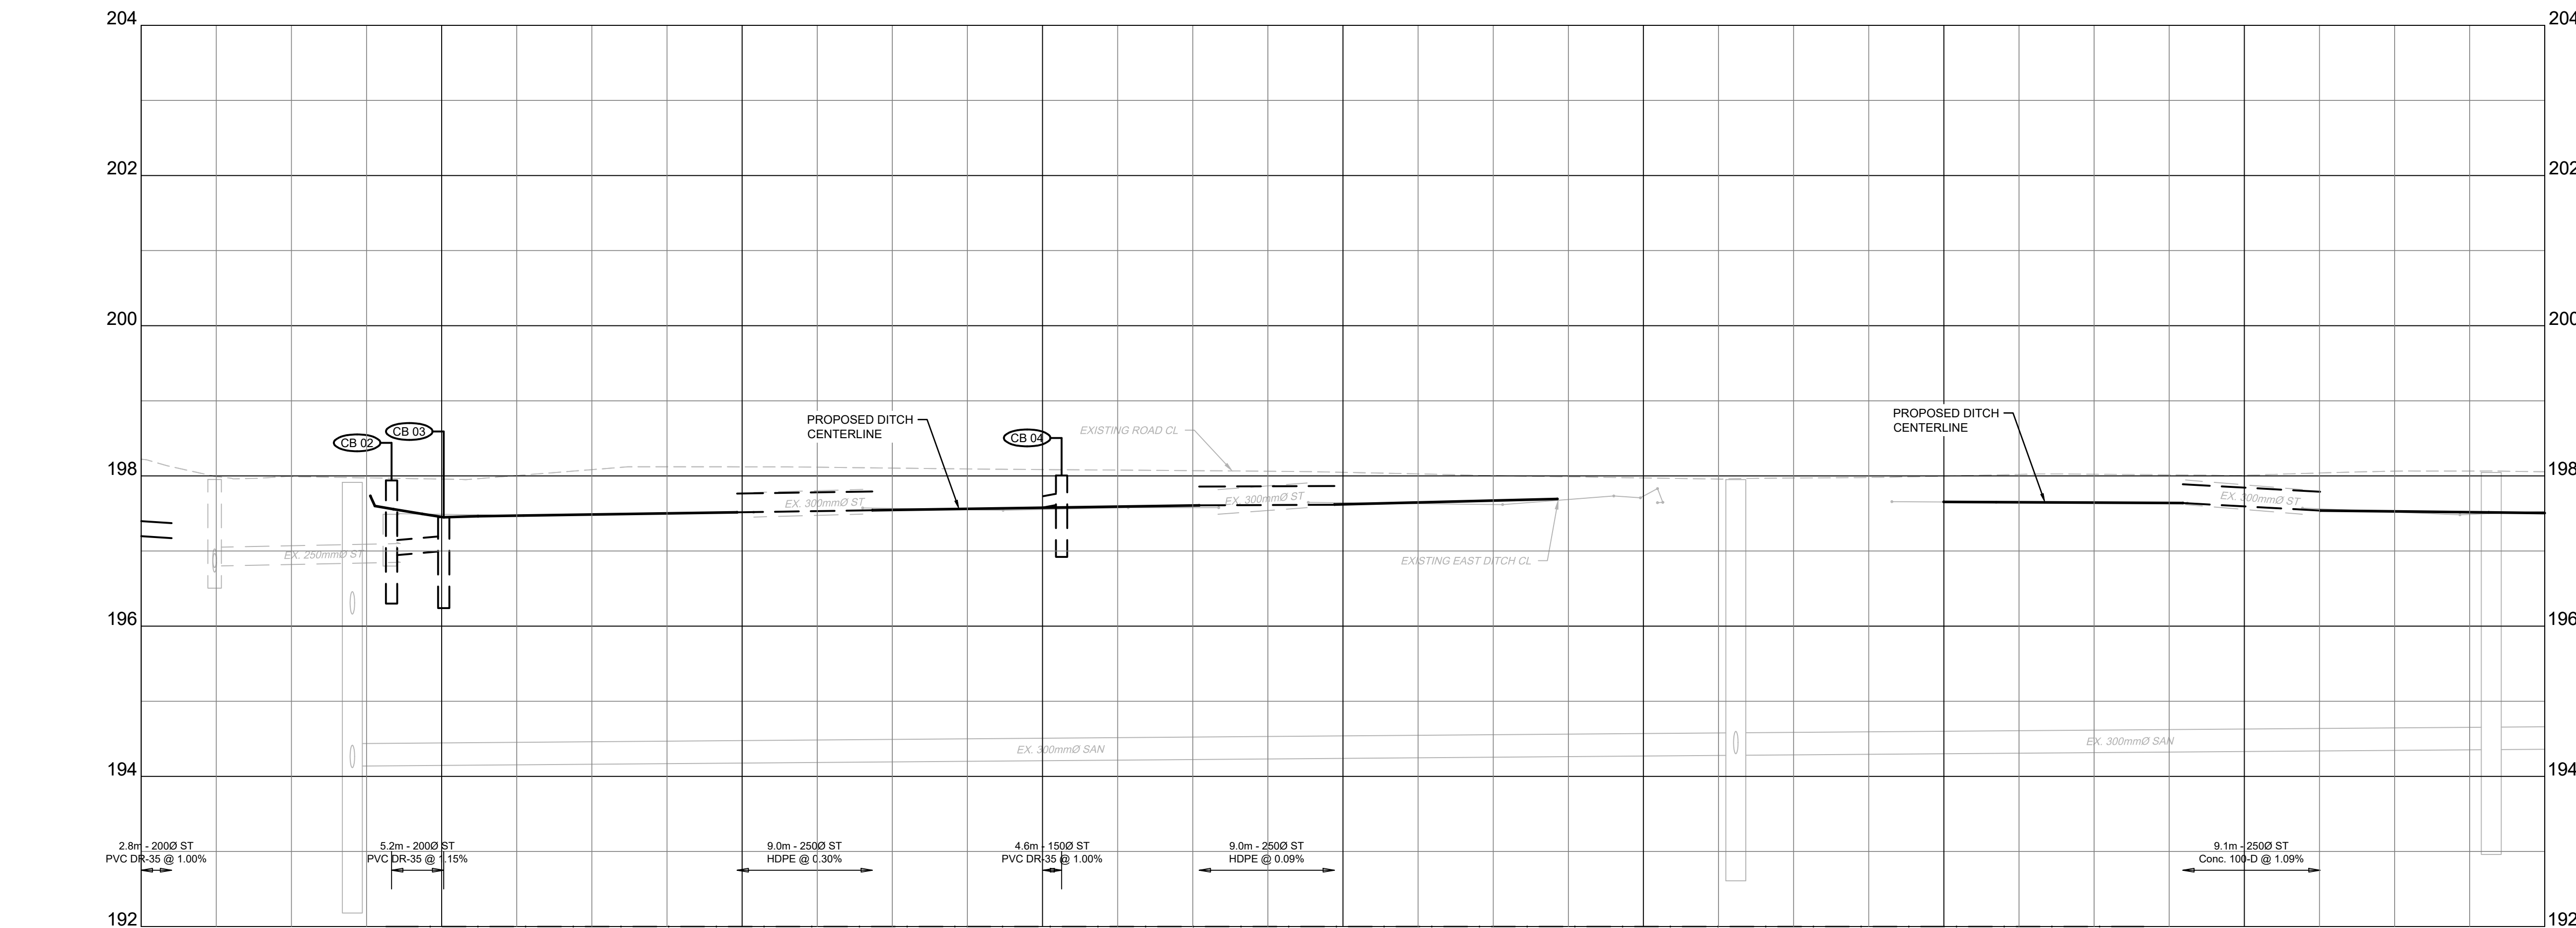 204
204
202
202
200
200
PROPOSED DITCH
CENTERLINE
PROPOSED DITCH
CENTERLINE
CB 02
CB 03
CB 04
EXISTING ROAD CL
198
198
EX. 300mmØ ST
EX. 300mmØ ST
EX. 300mmØ ST
EX. 250mmØ ST
EXISTING EAST DITCH CL
196
196
EX. 300mmØ SAN
EX. 300mmØ SAN
194
194
2.8m - 200Ø ST
PVC DR-35 @ 1.00%
5.2m - 200Ø ST
PVC DR-35 @ 1.15%
9.0m - 250Ø ST
HDPE @ 0.30%
4.6m - 150Ø ST
PVC DR-35 @ 1.00%
9.0m - 250Ø ST
HDPE @ 0.09%
9.1m - 250Ø ST
Conc. 100-D @ 1.09%
192
192